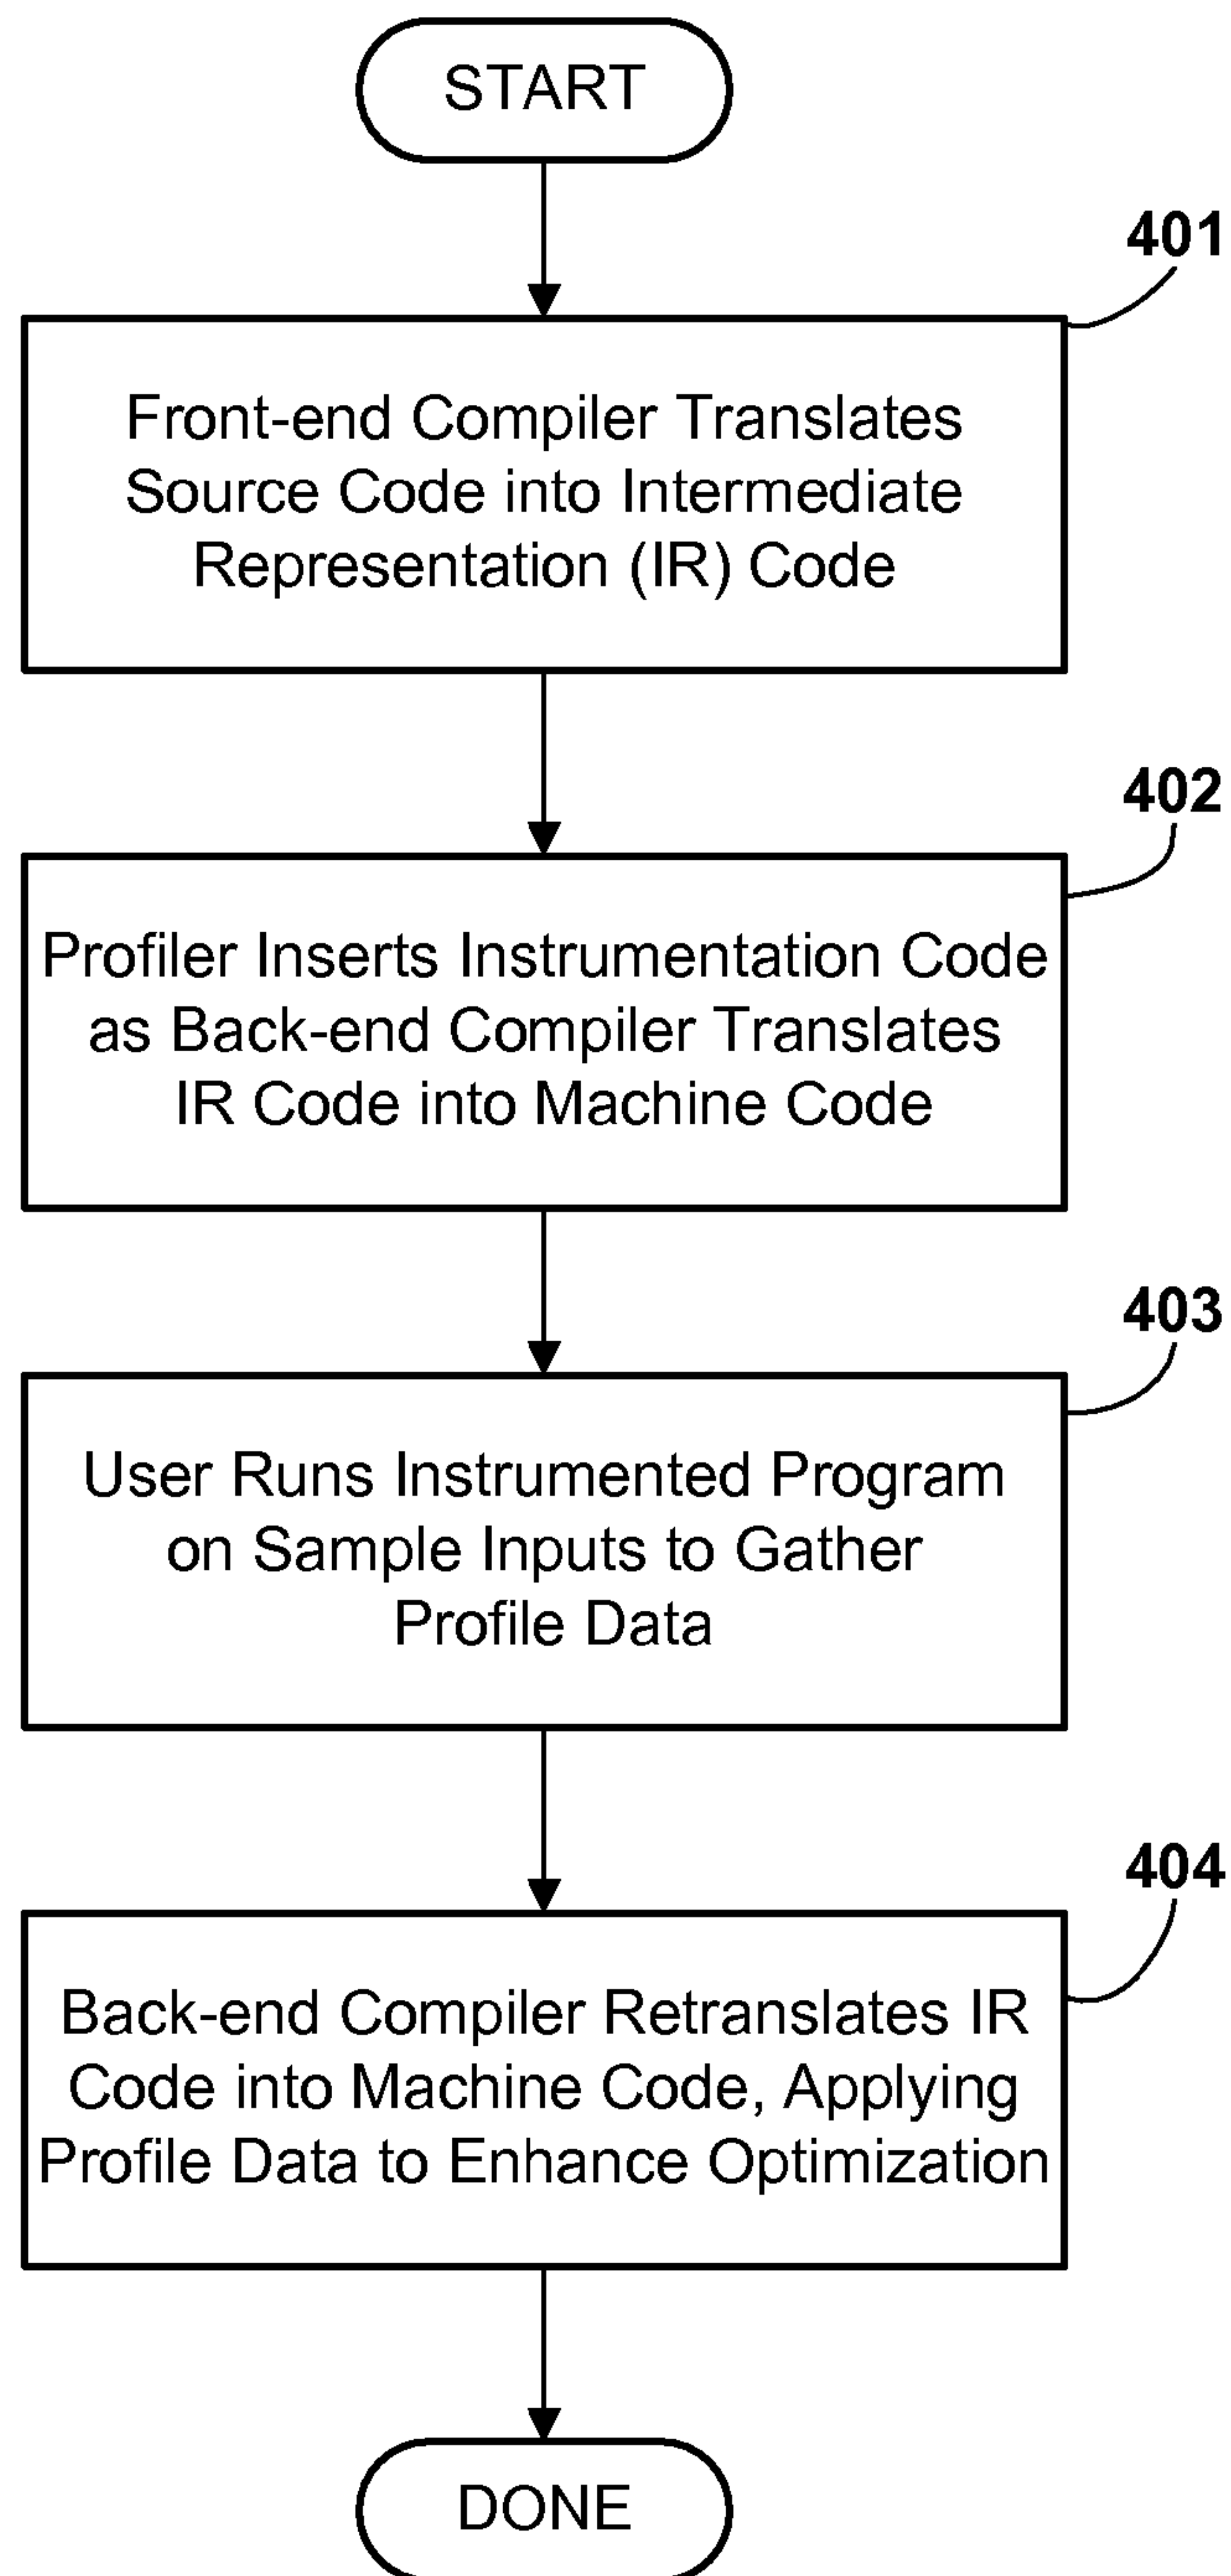 START
401
Front-end Compiler Translates
Source Code into Intermediate
Representation (IR) Code
402
Profiler Inserts Instrumentation Code
as Back-end Compiler Translates
IR Code into Machine Code
403
User Runs Instrumented Program
on Sample Inputs to Gather
Profile Data
404
Back-end Compiler Retranslates IR
Code into Machine Code, Applying
Profile Data to Enhance Optimization
DONE